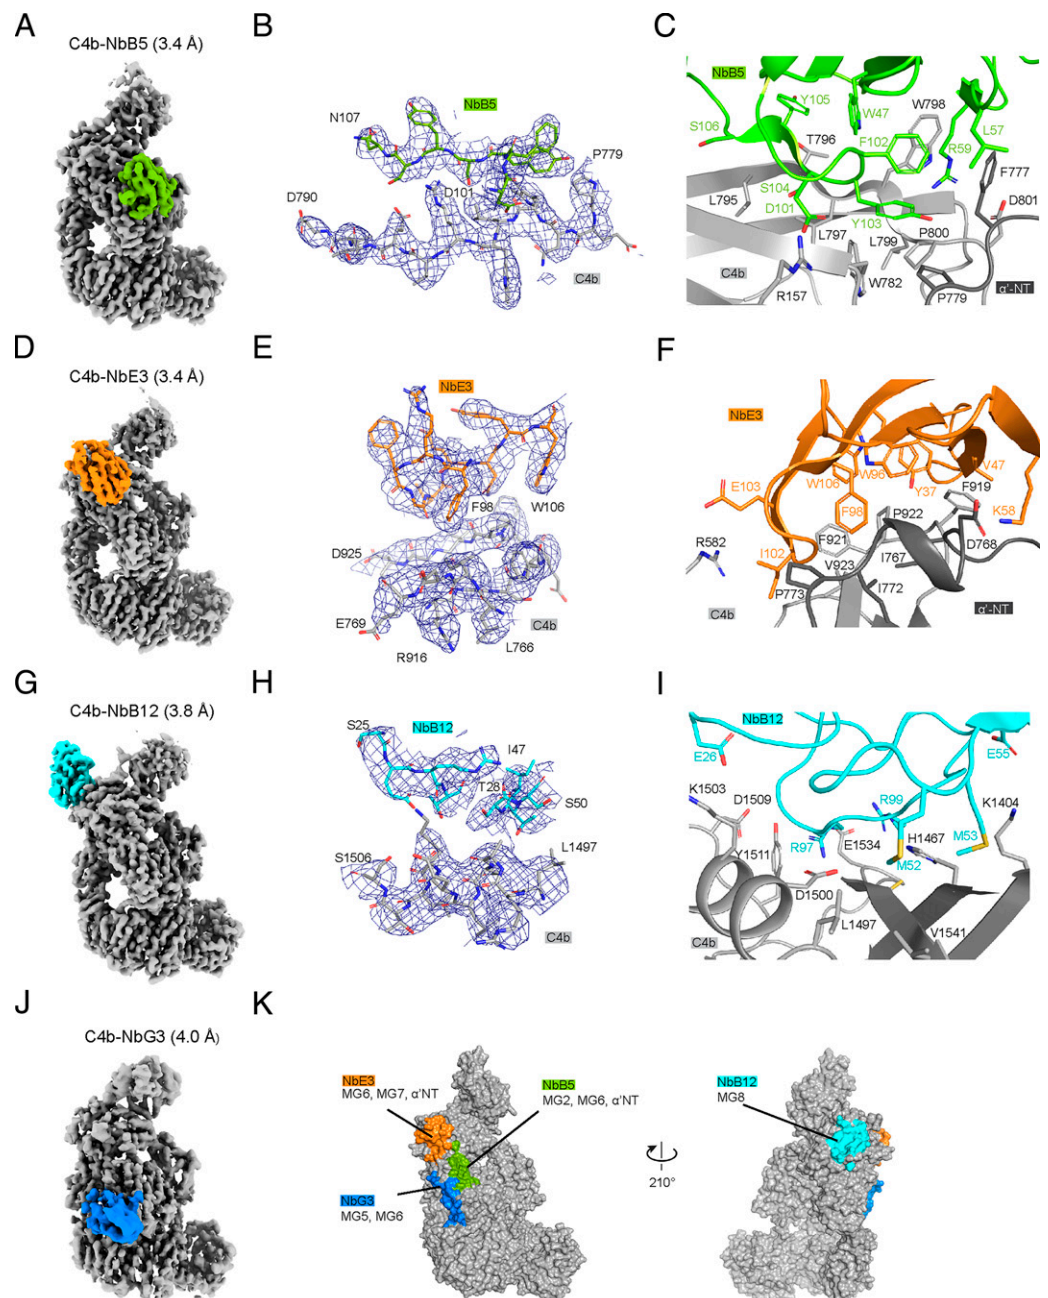 A
C4b-NbB5 (3.4 Å)
B
NbB5
N107
P779
D790
D101
C4b
C
NbB5
Y105
W47
W798
S106
T796
F102
L57
R59
F777
S104
L795
D101
D801
Y103
L797
L799
P800
C4b
W782
α'-NT
R157
P779
D
C4b-NbE3 (3.4 Å)
E
NbE3
F98
W106
D925
E769
C4b
L766
R916
F
NbE3
V47
W106
W96
E103
Y37
F919
K58
F98
P922
R582
F921
D768
I102
V923
I767
P773
I772
C4b
α'-NT
G
C4b-NbB12 (3.8 Å)
H
S25
NbB12
I47
T28
S50
S1506
L1497
C4b
I
NbB12
E26
E55
K1503
D1509
R99
K1404
Y1511
R97
E1534
H1467
M53
M52
D1500
L1497
C4b
V1541
J
C4b-NbG3 (4.0 Å)
K
NbE3
MG6, MG7, α'NT
NbB5
MG2, MG6, α'NT
NbB12
MG8
210°
NbG3
MG5, MG6